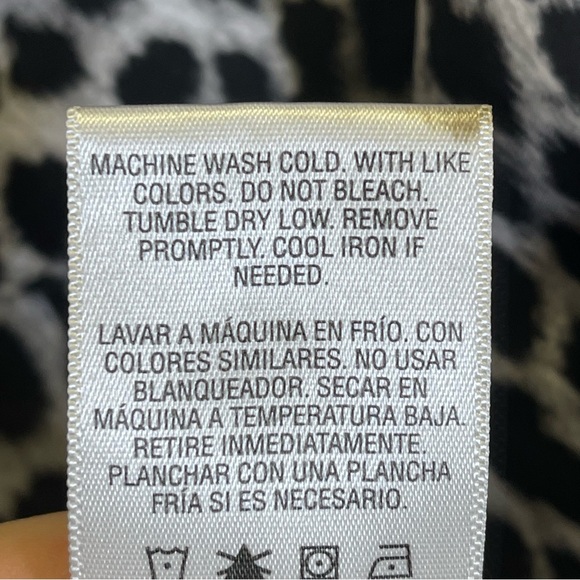 MACHINE WASH COLD. WITH LIKE
COLORS. DO NOT BLEACH.
TUMBLE DRY LOW. REMOVE
PROMPTLY. COOL IRON IF
NEEDED.
LAVAR A MÁQUINA EN FRÍO. CON
COLORES SIMILARES. NO USAR
BLANQUEADOR. SECAR EN
MÁQUINA A TEMPERATURA BAJA.
RETIRE INMEDIATAMENTE.
PLANCHAR CON UNA PLANCHA
FRÍA SI ES NECESARIO.